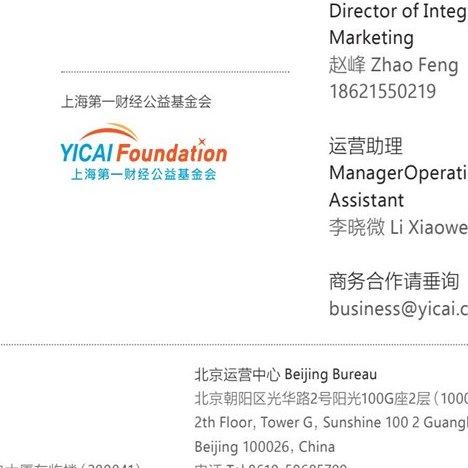 上海第一财经公益基金会
YICAI Foundation
上海第一财经公益基金会
Director of Integ
Marketing
赵峰 Zhao Feng
18621550219
运营助理
ManagerOperati
Assistant
李晓微 Li Xiaowe
商务合作请垂询
business@yicai.c
北京运营中心 Beijing Bureau
北京朝阳区光华路2号阳光100G座2层（1000
2th Floor, Tower G, Sunshine 100 2 Guangh
Beijing 100026, China